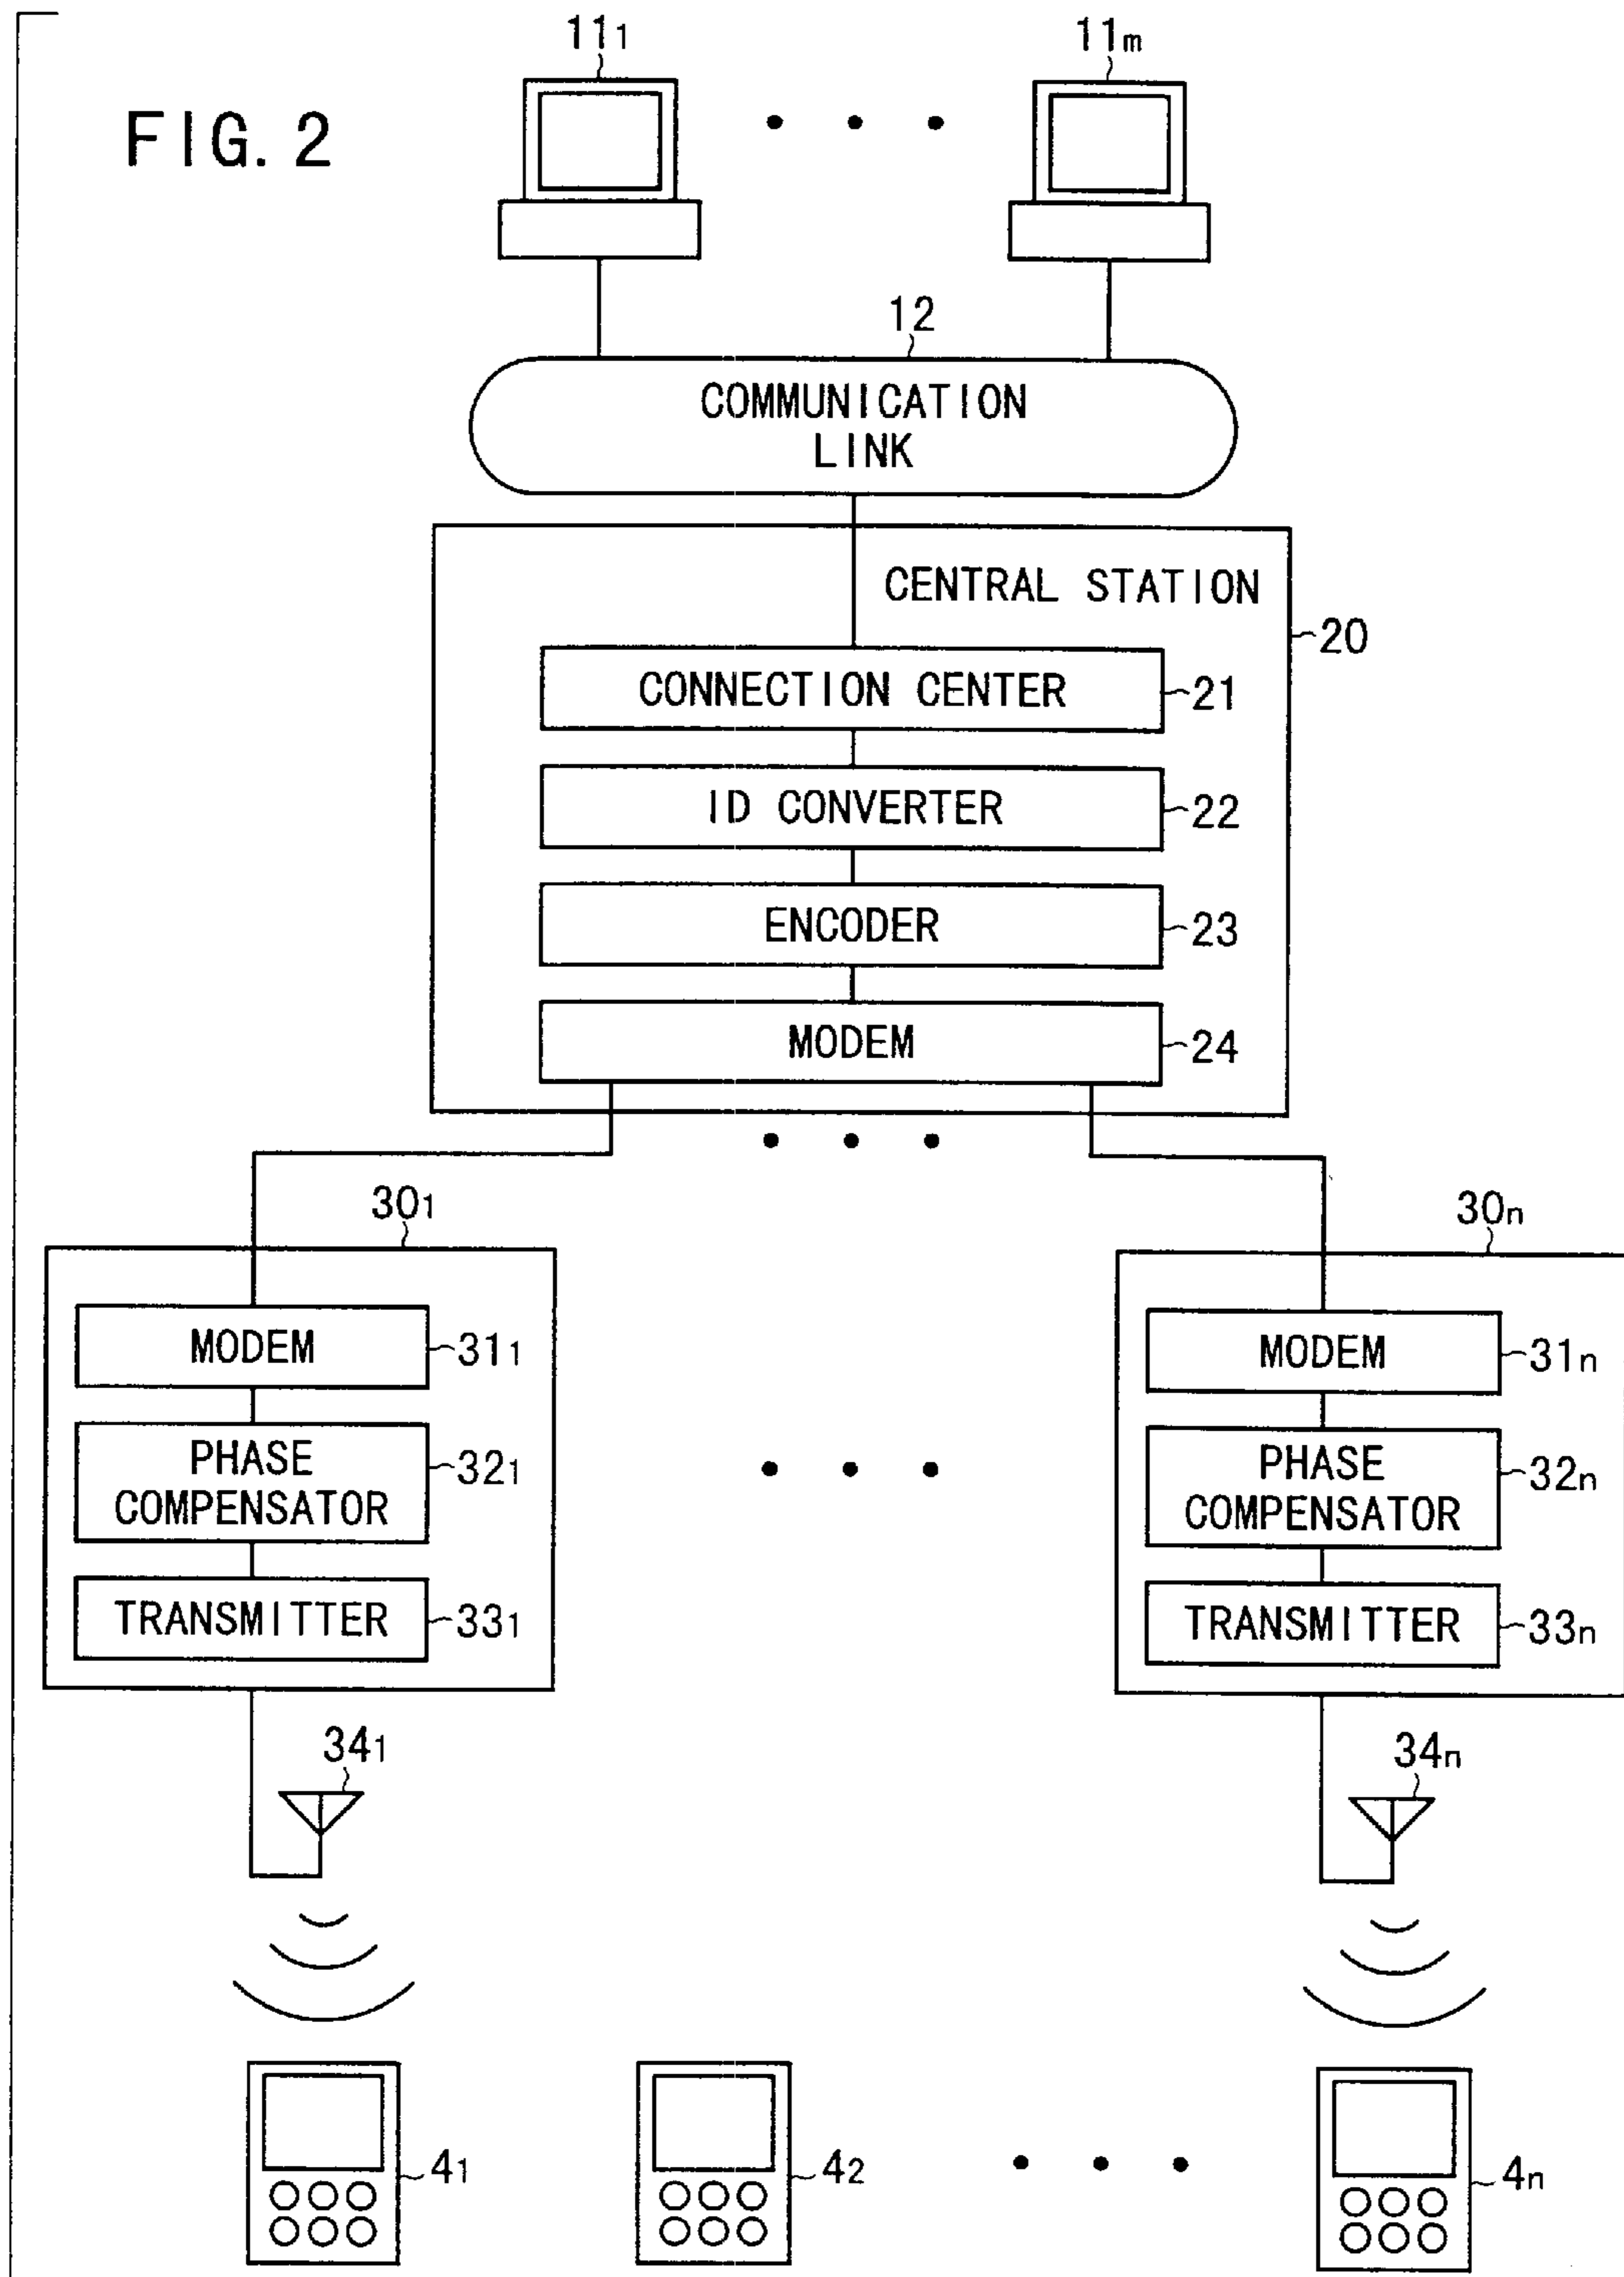 FIG. 2
11₁
11m
12
COMMUNICATION
LINK
CENTRAL STATION
20
CONNECTION CENTER
21
ID CONVERTER
22
ENCODER
23
MODEM
24
30₁
30n
MODEM
31₁
MODEM
31n
PHASE
COMPENSATOR
32₁
PHASE
COMPENSATOR
32n
TRANSMITTER
33₁
TRANSMITTER
33n
34₁
34n
4₁
4₂
4n